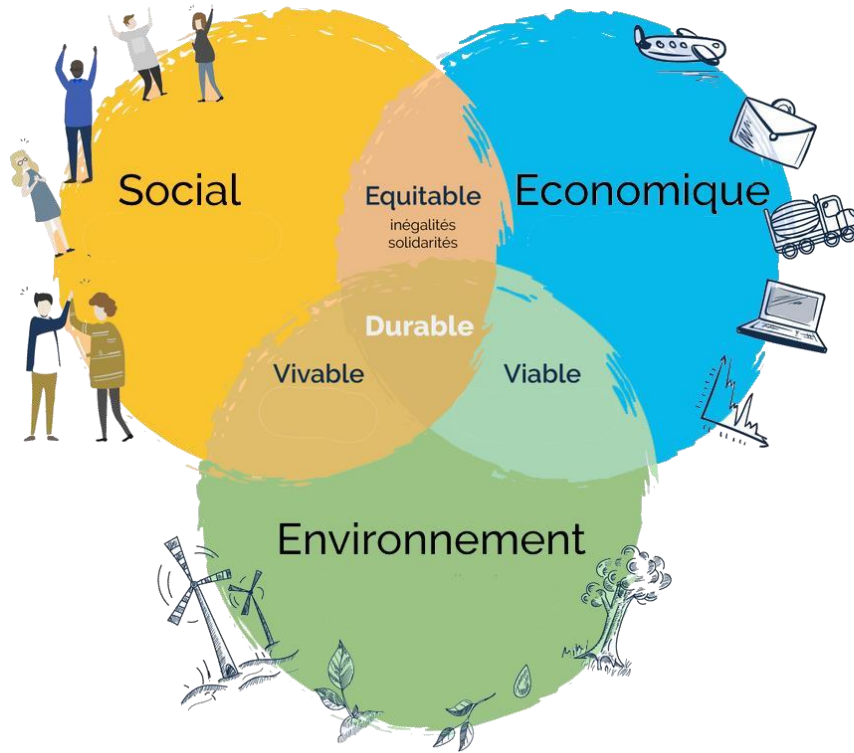 Social
Economique
Equitable
inégalités
solidarités
Durable
Vivable
Viable
Environnement